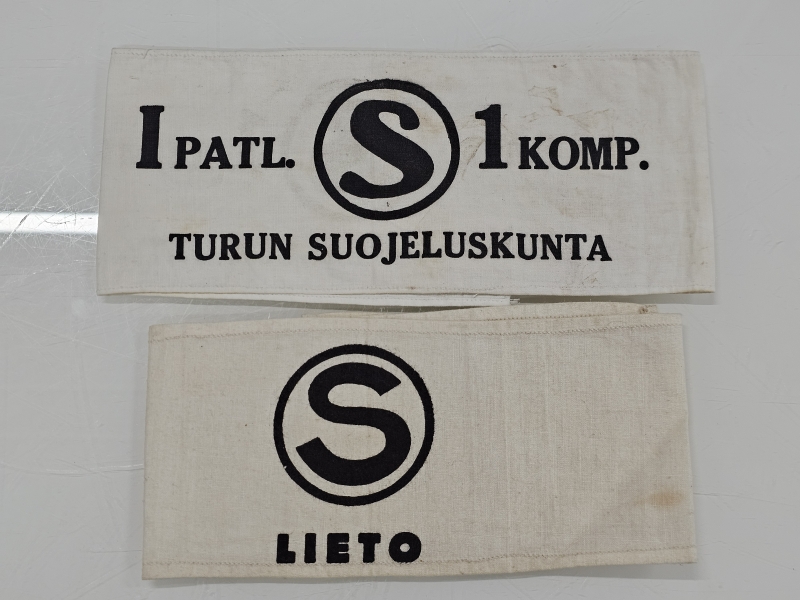 I PATL. S 1 KOMP.
TURUN SUOJELUSKUNTA
S
LIETO